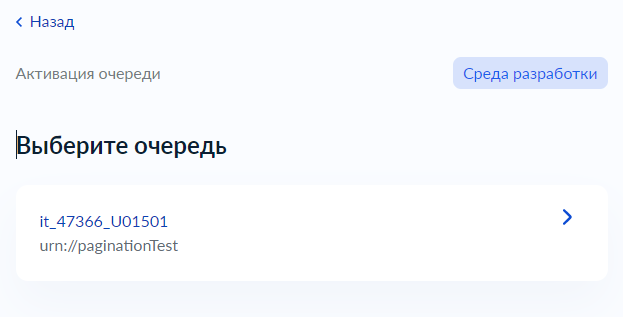 Назад
Активация очереди
Среда разработки
Выберите очередь
it_47366_U01501
urn://paginationTest